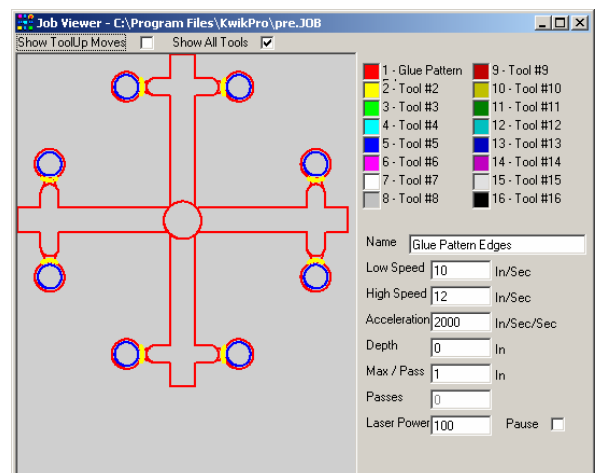 Job Viewer - C:\Program Files\KwikPro\pre.JOB
Show ToolUp Moves Show All Tools
1 - Glue Pattern 9 - Tool #9
2 - Tool #2 10 - Tool #10
3 - Tool #3 11 - Tool #11
4 - Tool #4 12 - Tool #12
5 - Tool #5 13 - Tool #13
6 - Tool #6 14 - Tool #14
7 - Tool #7 15 - Tool #15
8 - Tool #8 16 - Tool #16
Name Glue Pattern Edges
Low Speed 10 In/Sec
High Speed 12 In/Sec
Acceleration 2000 In/Sec/Sec
Depth 0 In
Max / Pass 1 In
Passes 0
Laser Power 100 Pause